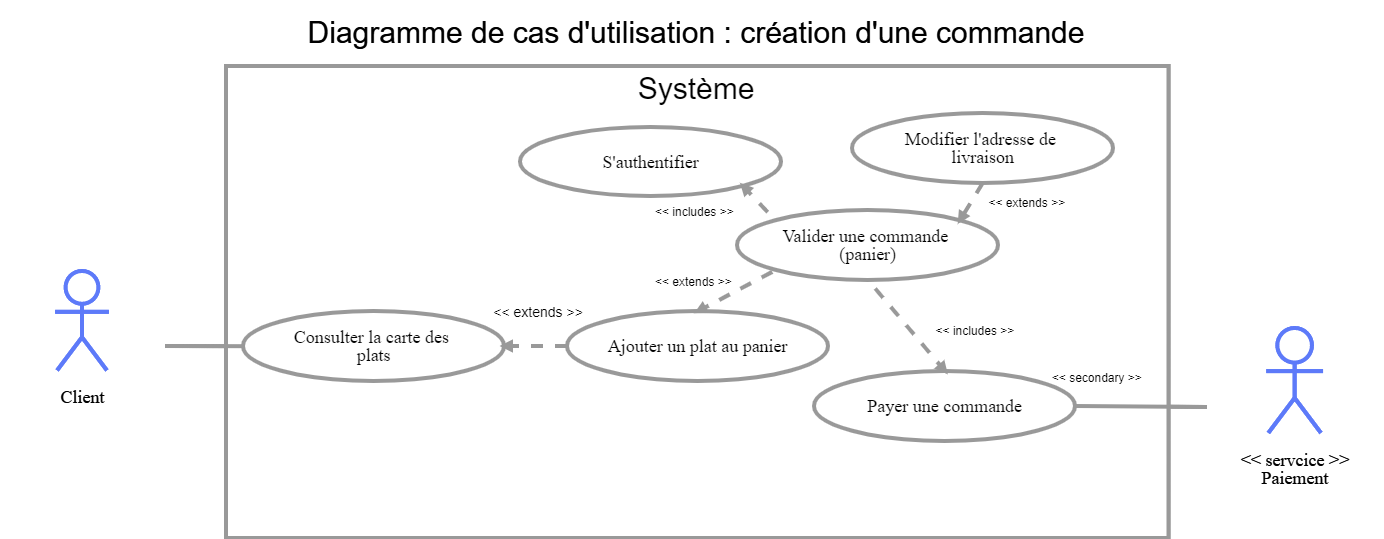 Diagramme de cas d'utilisation : création d'une commande
Système
S'authentifier
Modifier l'adresse de
livraison
<< includes >>
<< extends >>
Valider une commande
(panier)
<< extends >>
<< extends >>
Consulter la carte des
plats
Ajouter un plat au panier
<< includes >>
<< secondary >>
Payer une commande
Client
<< servcice >>
Paiement